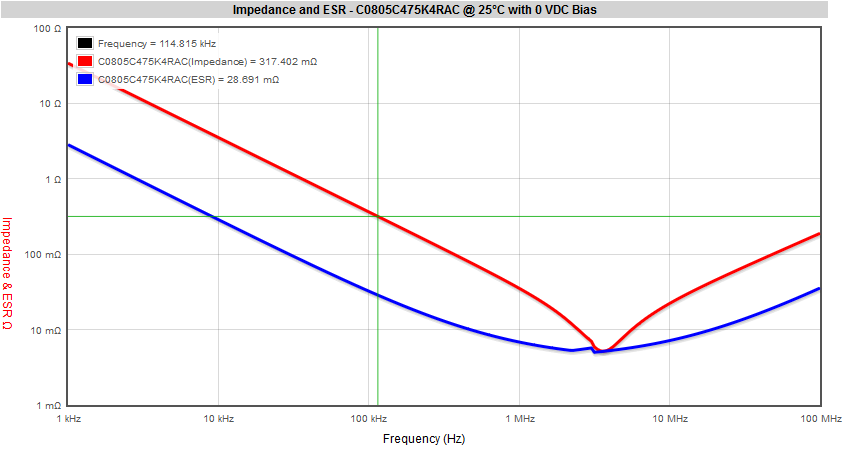 Impedance and ESR - C0805C475K4RAC @ 25°C with 0 VDC Bias
100 Ω
Frequency = 114.815 kHz
C0805C475K4RAC(Impedance) = 317.402 mΩ
C0805C475K4RAC(ESR) = 28.691 mΩ
10 Ω
1 Ω
100 mΩ
10 mΩ
1 mΩ
Impedance & ESR Ω
1 kHz 10 kHz 100 kHz 1 MHz 10 MHz 100 MHz
Frequency (Hz)